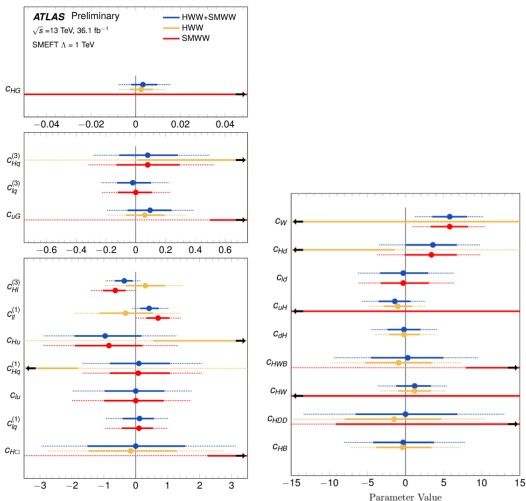 ATLAS Preliminary
√s =13 TeV, 36.1 fb⁻¹
SMEFT Λ = 1 TeV
HWW+SMWW
HWW
SMWW
c_HG
−0.04 −0.02 0 0.02 0.04
c_Hq^(3)
c_lq^(3)
c_uG
−0.6 −0.4 −0.2 0 0.2 0.4 0.6
c_Hl^(3)
c_ll^(1)
c_Hu
c_Hq^(1)
c_lu
c_lq^(1)
c_H□
−3 −2 −1 0 1 2 3
c_W
c_Hd
c_ld
c_uH
c_dH
c_HWB
c_HW
c_HDD
c_HB
−15 −10 −5 0 5 10 15
Parameter Value